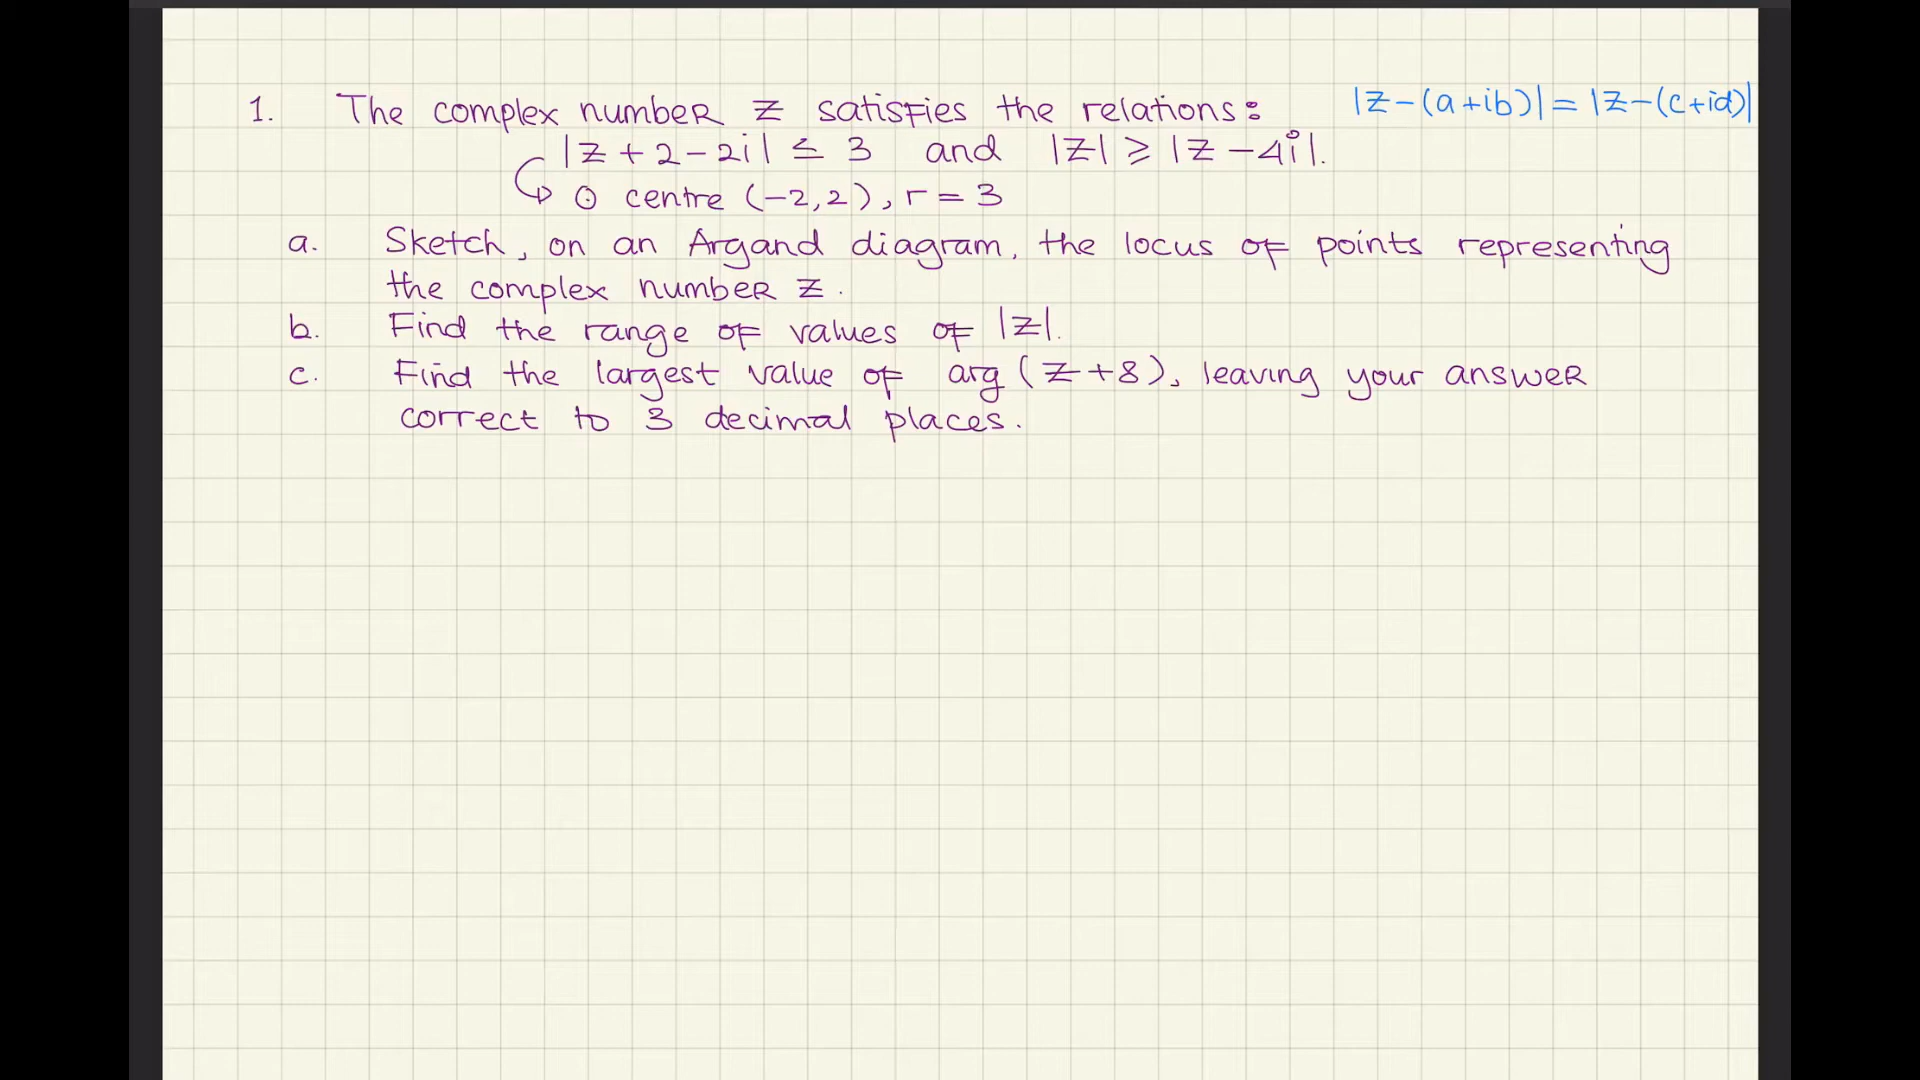 1. The complex number z satisfies the relations: |z-(a+ib)|=|z-(c+id)|
|z+2-2i| ≤ 3 and |z| ≥ |z-4i|.
⊙ centre (-2,2), r = 3
a. Sketch, on an Argand diagram, the locus of points representing
the complex number z.
b. Find the range of values of |z|.
c. Find the largest value of arg (z+8), leaving your answer
correct to 3 decimal places.